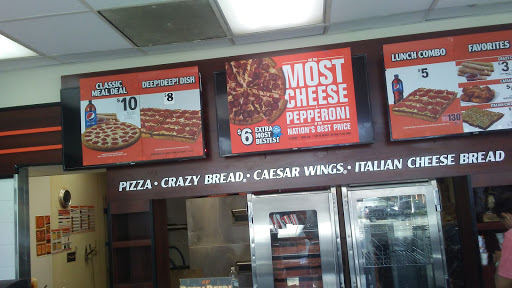 CLASSIC
MEAL DEAL
$10
DEEP!DEEP! DISH
$8
MOST
CHEESE
PEPPERONI
NATION'S BEST PRICE
$6 EXTRA
MOST
BESTEST!
LUNCH COMBO
$5
130
FAVORITES
3
PIZZA • CRAZY BREAD • CAESAR WINGS • ITALIAN CHEESE BREAD